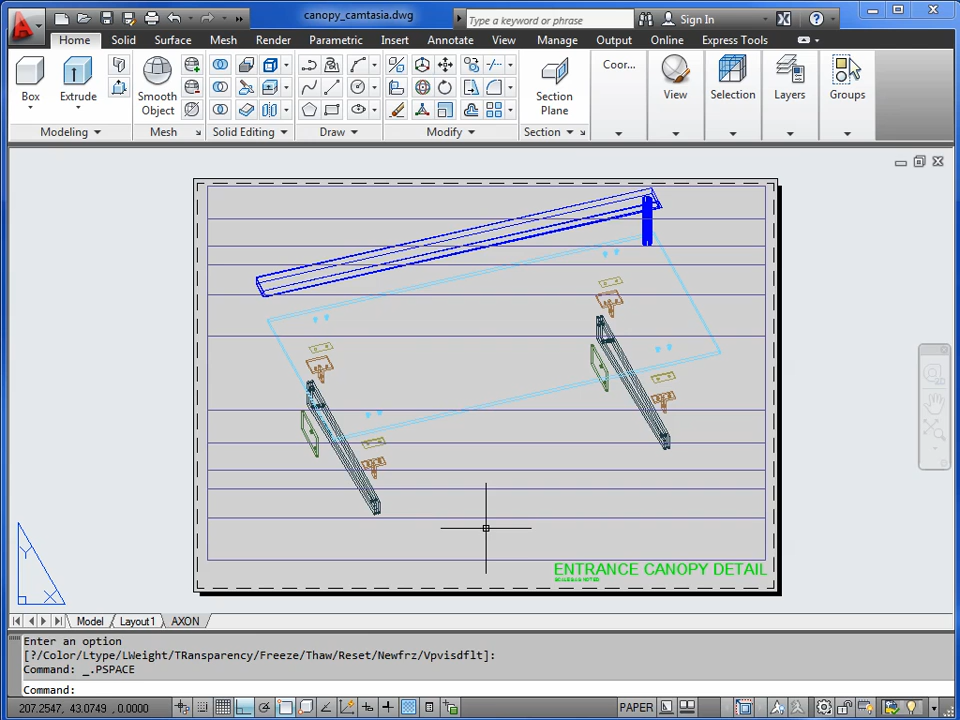 canopy_camtasia.dwg
Type a keyword or phrase
Sign In
Home Solid Surface Mesh Render Parametric Insert Annotate View Manage Output Online Express Tools
Box
Extrude
Smooth
Object
Section
Plane
Coor...
View
Selection
Layers
Groups
Modeling
Mesh
Solid Editing
Draw
Modify
Section
ENTRANCE CANOPY DETAIL
Y
X
Model Layout1 AXON
Enter an option
[?/Color/Ltype/LWeight/TRansparency/Freeze/Thaw/Reset/Newfrz/Vpvisdflt]:
Command: _.PSPACE
Command:
207.2547, 43.0749 , 0.0000
PAPER